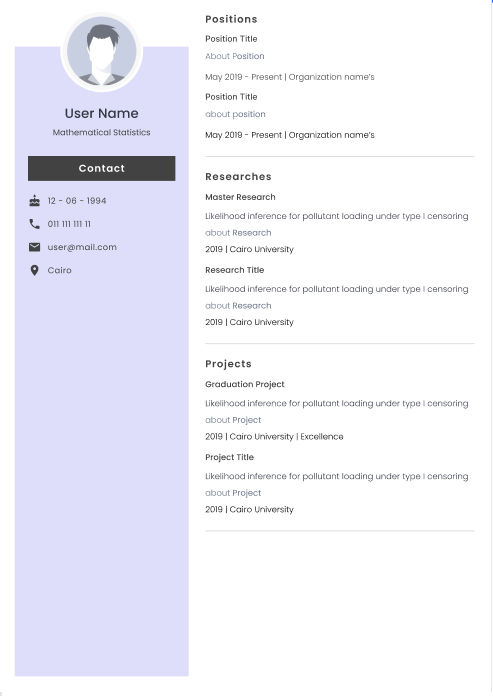 User Name
Mathematical Statistics
Contact
12 - 06 - 1994
011 111 111 11
user@mail.com
Cairo
Positions
Position Title
About Position
May 2019 - Present | Organization name's
Position Title
about position
May 2019 - Present | Organization name's
Researches
Master Research
Likelihood inference for pollutant loading under type I censoring
about Research
2019 | Cairo University
Research Title
Likelihood inference for pollutant loading under type I censoring
about Research
2019 | Cairo University
Projects
Graduation Project
Likelihood inference for pollutant loading under type I censoring
about Project
2019 | Cairo University | Excellence
Project Title
Likelihood inference for pollutant loading under type I censoring
about Project
2019 | Cairo University